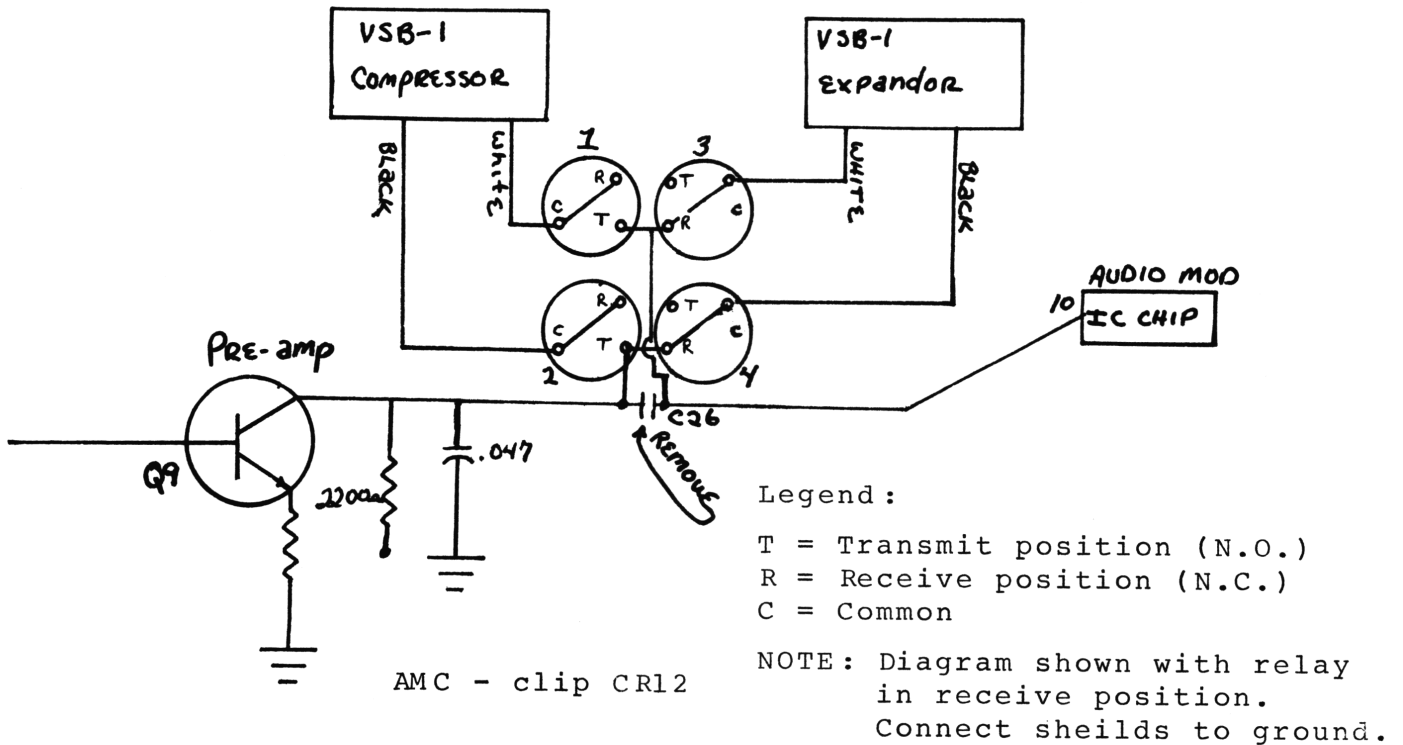 VSB-1
COMPRESSOR
VSB-1
Expandor
BLACK
WHITE
WHITE
BLACK
1
3
R
T
C
T
R
C
R
T
C
T
R
C
2
4
AUDIO MOD
10
IC CHIP
PRE-amp
Q9
2200Ω
.047
C26
REMOVE
Legend:
T = Transmit position (N.O.)
R = Receive position (N.C.)
C = Common
NOTE: Diagram shown with relay
in receive position.
Connect sheilds to ground.
AMC - clip CR12